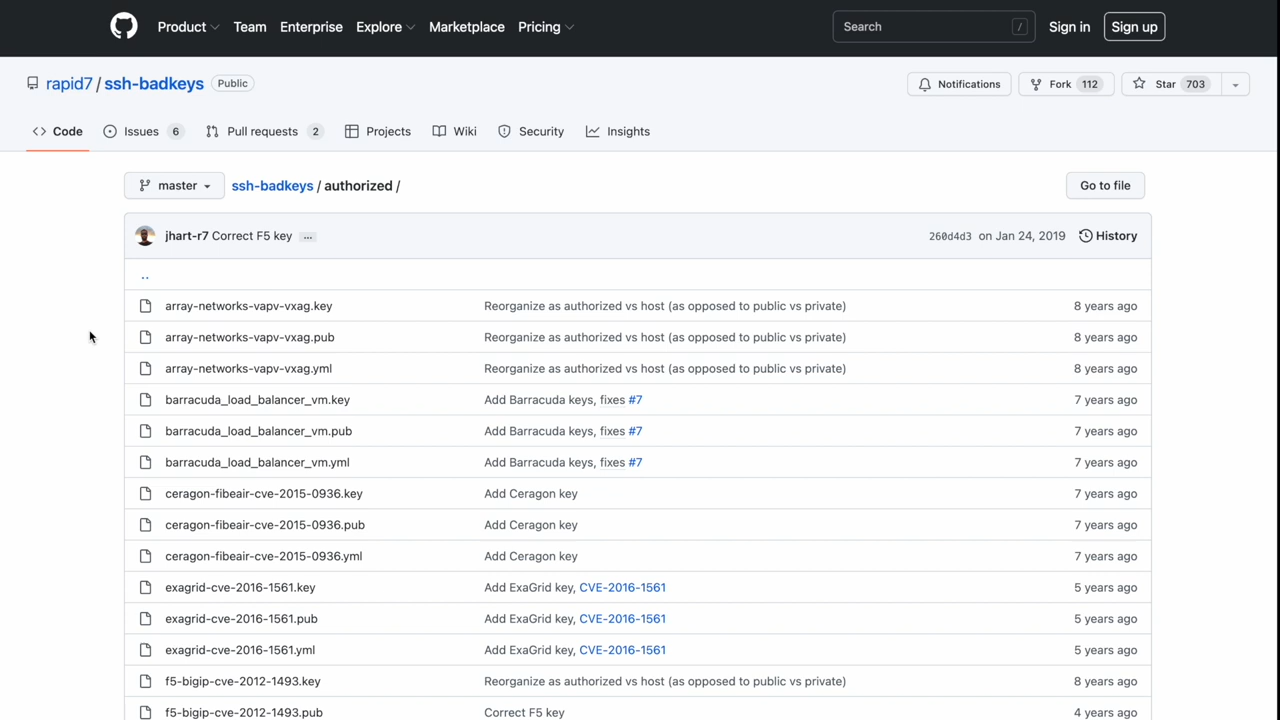 Product Team Enterprise Explore Marketplace Pricing Search / Sign in Sign up
rapid7 / ssh-badkeys Public Notifications Fork 112 Star 703
Code Issues 6 Pull requests 2 Projects Wiki Security Insights
master ssh-badkeys / authorized / Go to file
jhart-r7 Correct F5 key ... 260d4d3 on Jan 24, 2019 History
..
array-networks-vapv-vxag.key Reorganize as authorized vs host (as opposed to public vs private) 8 years ago
array-networks-vapv-vxag.pub Reorganize as authorized vs host (as opposed to public vs private) 8 years ago
array-networks-vapv-vxag.yml Reorganize as authorized vs host (as opposed to public vs private) 8 years ago
barracuda_load_balancer_vm.key Add Barracuda keys, fixes #7 7 years ago
barracuda_load_balancer_vm.pub Add Barracuda keys, fixes #7 7 years ago
barracuda_load_balancer_vm.yml Add Barracuda keys, fixes #7 7 years ago
ceragon-fibeair-cve-2015-0936.key Add Ceragon key 7 years ago
ceragon-fibeair-cve-2015-0936.pub Add Ceragon key 7 years ago
ceragon-fibeair-cve-2015-0936.yml Add Ceragon key 7 years ago
exagrid-cve-2016-1561.key Add ExaGrid key, CVE-2016-1561 5 years ago
exagrid-cve-2016-1561.pub Add ExaGrid key, CVE-2016-1561 5 years ago
exagrid-cve-2016-1561.yml Add ExaGrid key, CVE-2016-1561 5 years ago
f5-bigip-cve-2012-1493.key Reorganize as authorized vs host (as opposed to public vs private) 8 years ago
f5-bigip-cve-2012-1493.pub Correct F5 key 4 years ago